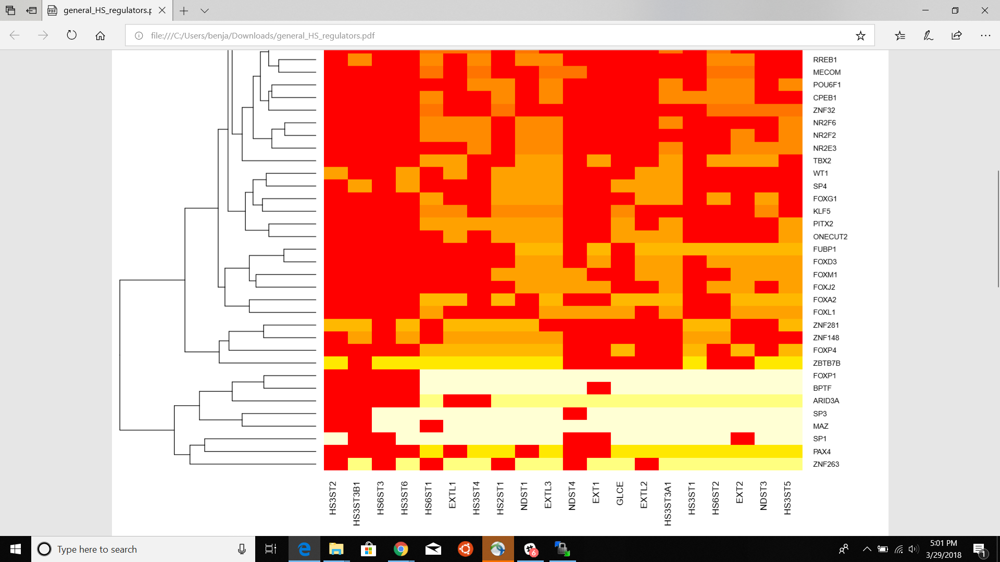 general_HS_regulators.p
file:///C:/Users/benja/Downloads/general_HS_regulators.pdf
RREB1
MECOM
POU6F1
CPEB1
ZNF32
NR2F6
NR2F2
NR2E3
TBX2
WT1
SP4
FOXG1
KLF5
PITX2
ONECUT2
FUBP1
FOXD3
FOXM1
FOXJ2
FOXA2
FOXL1
ZNF281
ZNF148
FOXP4
ZBTB7B
FOXP1
BPTF
ARID3A
SP3
MAZ
SP1
PAX4
ZNF263
HS3ST2
HS3ST3B1
HS6ST3
HS3ST6
HS6ST1
EXTL1
HS3ST4
HS2ST1
NDST1
EXTL3
NDST4
EXT1
GLCE
EXTL2
HS3ST3A1
HS3ST1
HS6ST2
EXT2
NDST3
HS3ST5
Type here to search
6
5:01 PM
3/29/2018
1